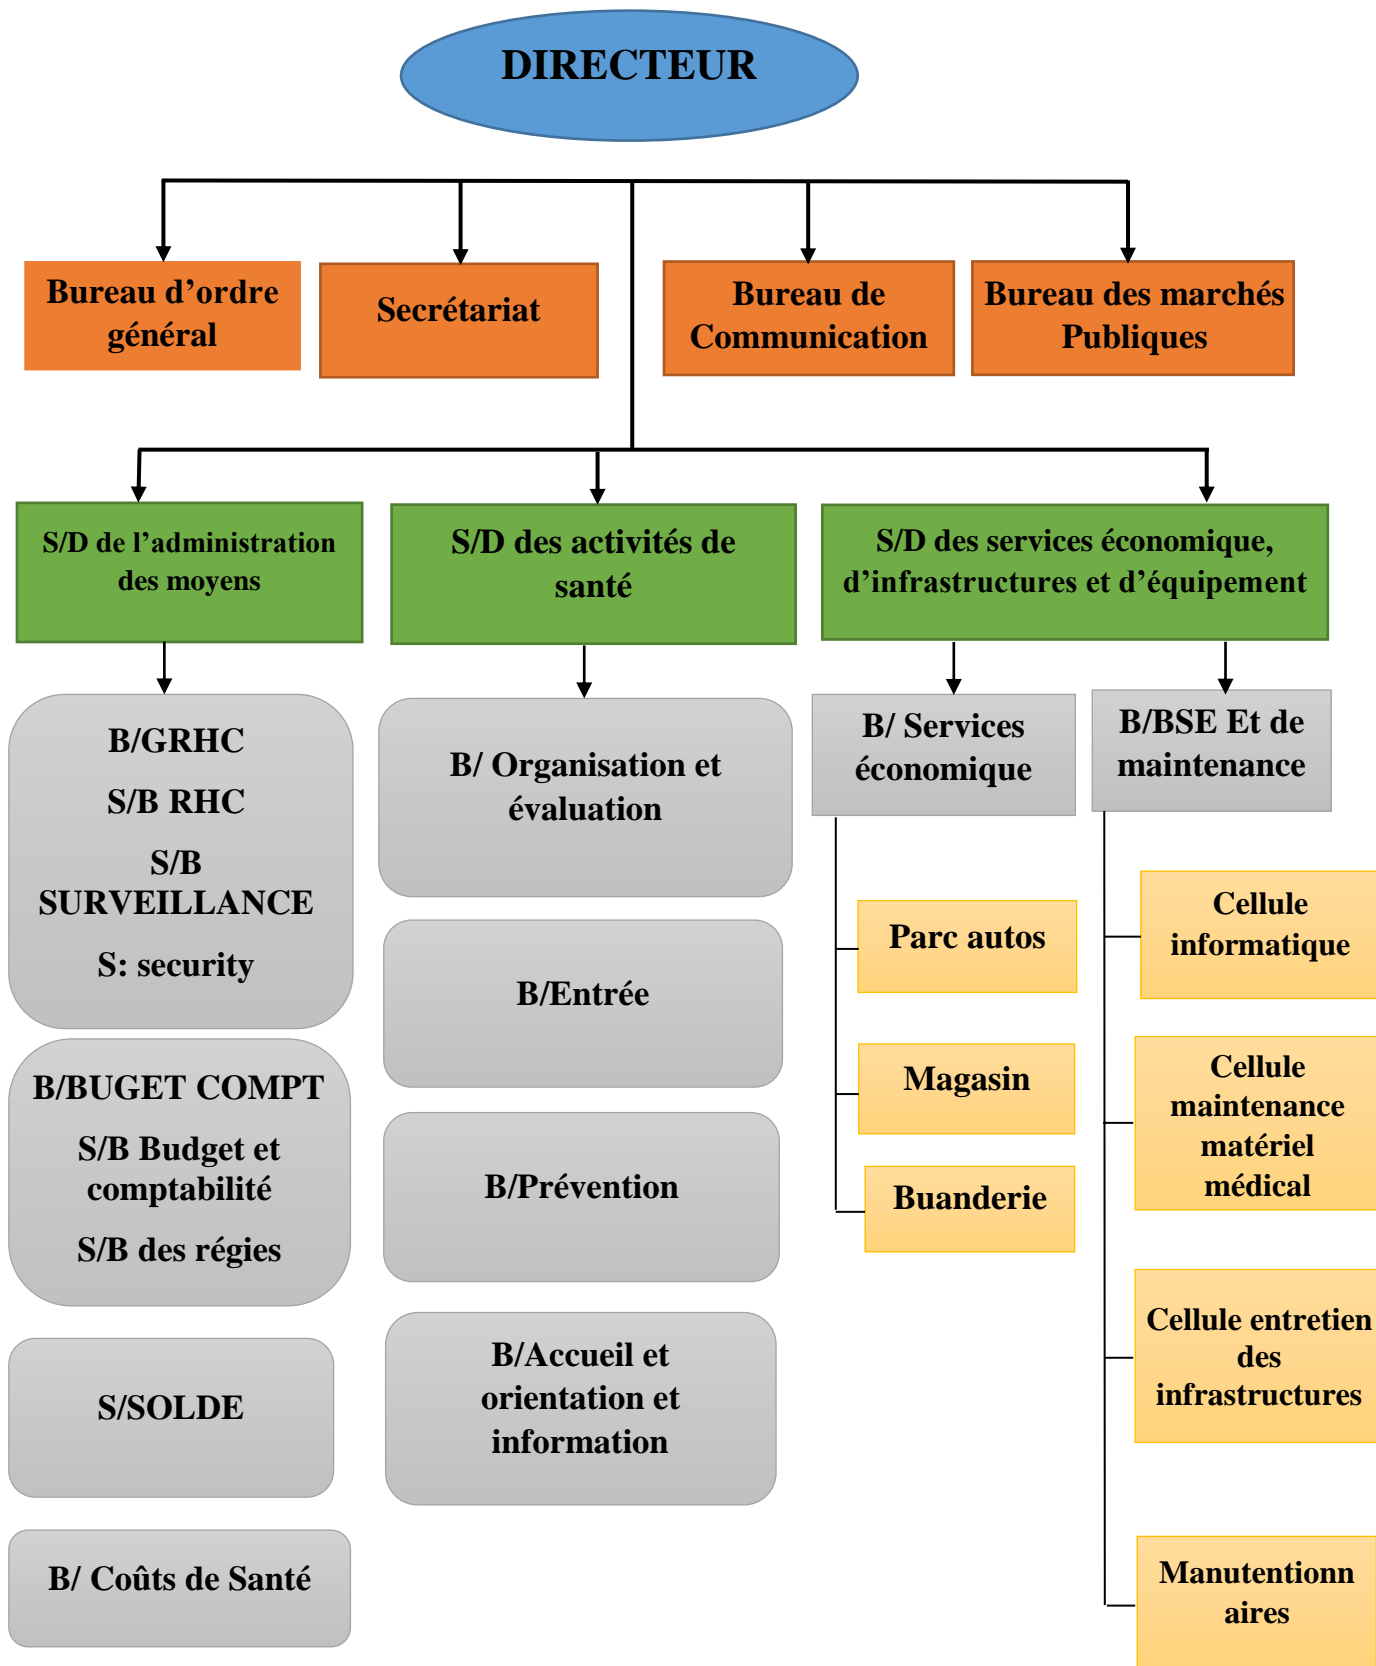 DIRECTEUR
Bureau d’ordre
général
Secrétariat
Bureau de
Communication
Bureau des marchés
Publiques
S/D de l’administration
des moyens
S/D des activités de
santé
S/D des services économique,
d’infrastructures et d’équipement
B/GRHC
S/B RHC
S/B
SURVEILLANCE
S: security
B/BUGET COMPT
S/B Budget et
comptabilité
S/B des régies
S/SOLDE
B/ Coûts de Santé
B/ Organisation et
évaluation
B/Entrée
B/Prévention
B/Accueil et
orientation et
information
B/ Services
économique
Parc autos
Magasin
Buanderie
B/BSE Et de
maintenance
Cellule
informatique
Cellule
maintenance
matériel
médical
Cellule entretien
des
infrastructures
Manutentionn
aires